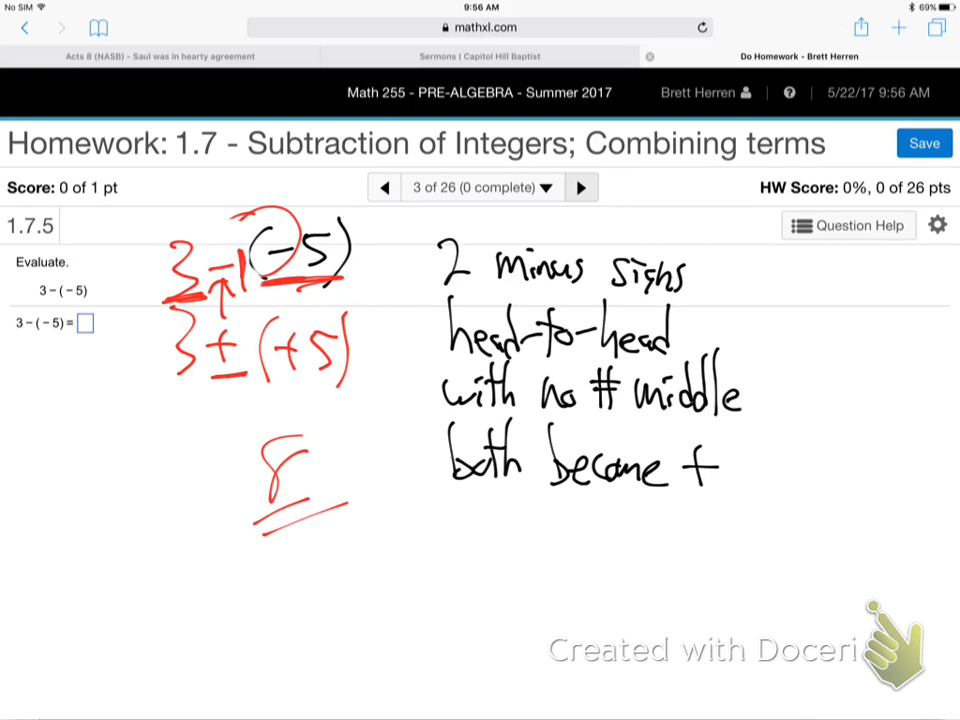 No SIM 9:56 AM 69%
mathxl.com
Acts 8 (NASB) - Saul was in hearty agreement Sermons | Capitol Hill Baptist Do Homework - Brett Herren
Math 255 - PRE-ALGEBRA - Summer 2017 Brett Herren ? 5/22/17 9:56 AM
Homework: 1.7 - Subtraction of Integers; Combining terms Save
Score: 0 of 1 pt 3 of 26 (0 complete) HW Score: 0%, 0 of 26 pts
1.7.5 Question Help
Evaluate.
3 − (− 5)
3 − (− 5) =
3 - 1 (-5)
3 + (+5)
8
2 minus signs
head-to-head
with no # middle
both become +
Created with Doceri